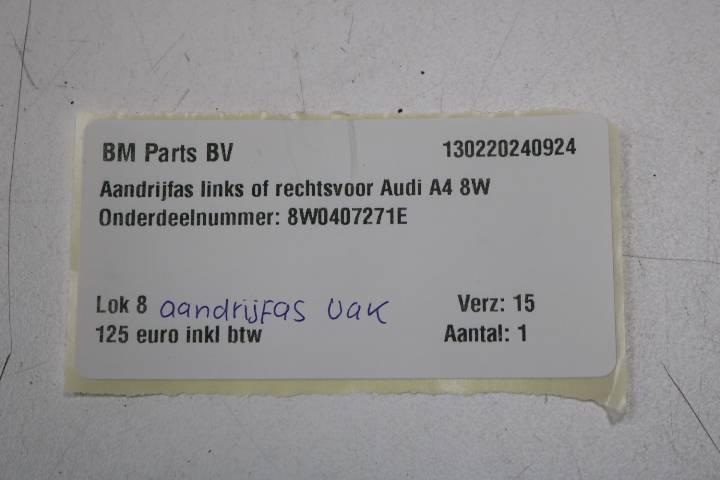 BM Parts BV 130220240924
Aandrijfas links of rechtsvoor Audi A4 8W
Onderdeelnummer: 8W0407271E
Lok 8 aandrijfas vak Verz: 15
125 euro inkl btw Aantal: 1